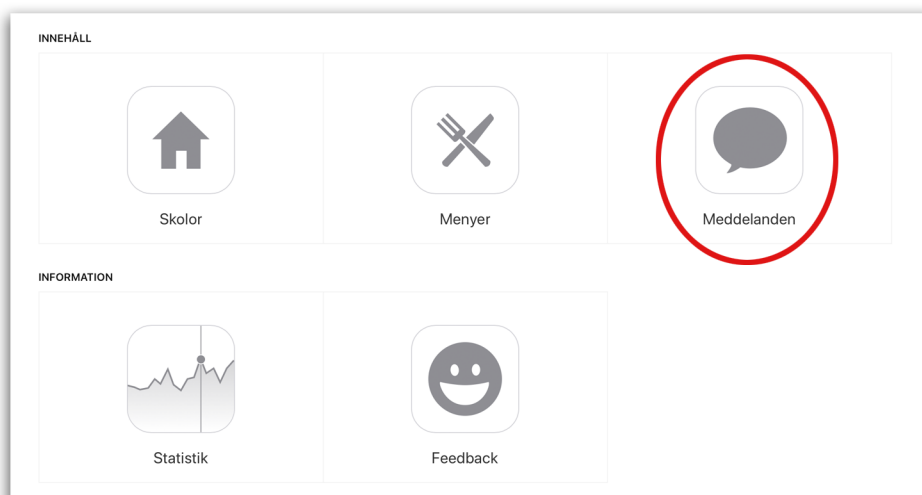 INNEHÅLL
Skolor
Menyer
Meddelanden
INFORMATION
Statistik
Feedback